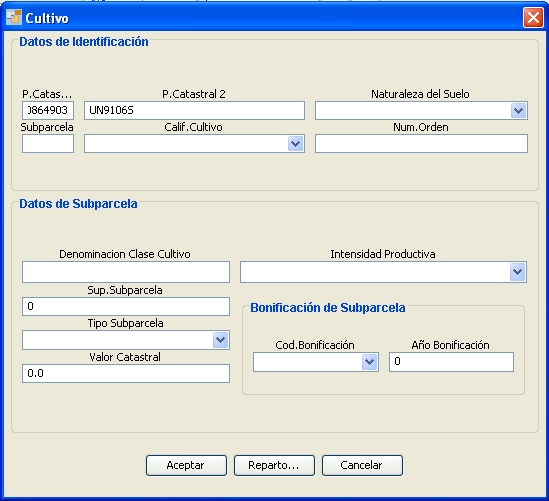 Cultivo
Datos de Identificación
P.Catas... P.Catastral 2 Naturaleza del Suelo
0864903 UN9106S
Subparcela Calif.Cultivo Num.Orden
Datos de Subparcela
Denominacion Clase Cultivo Intensidad Productiva
Sup.Subparcela
0
Bonificación de Subparcela
Tipo Subparcela
Cod.Bonificación Año Bonificación
Valor Catastral
0.0
0
Aceptar Reparto... Cancelar